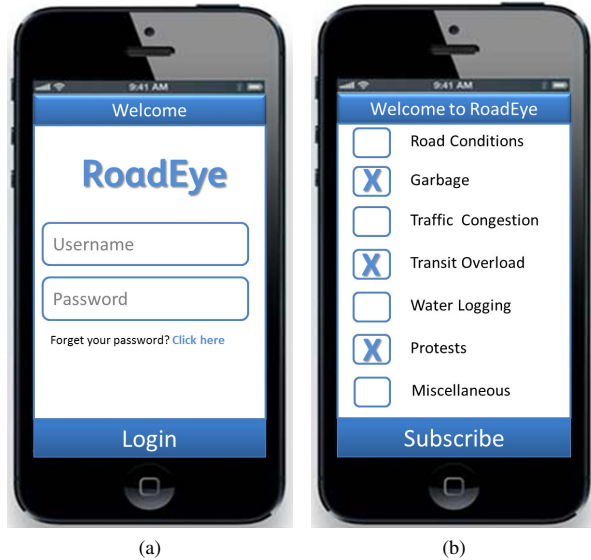 9:41 AM
Welcome
RoadEye
Username
Password
Forget your password? Click here
Login
(a)
9:41 AM
Welcome to RoadEye
Road Conditions
X Garbage
Traffic Congestion
X Transit Overload
Water Logging
X Protests
Miscellaneous
Subscribe
(b)